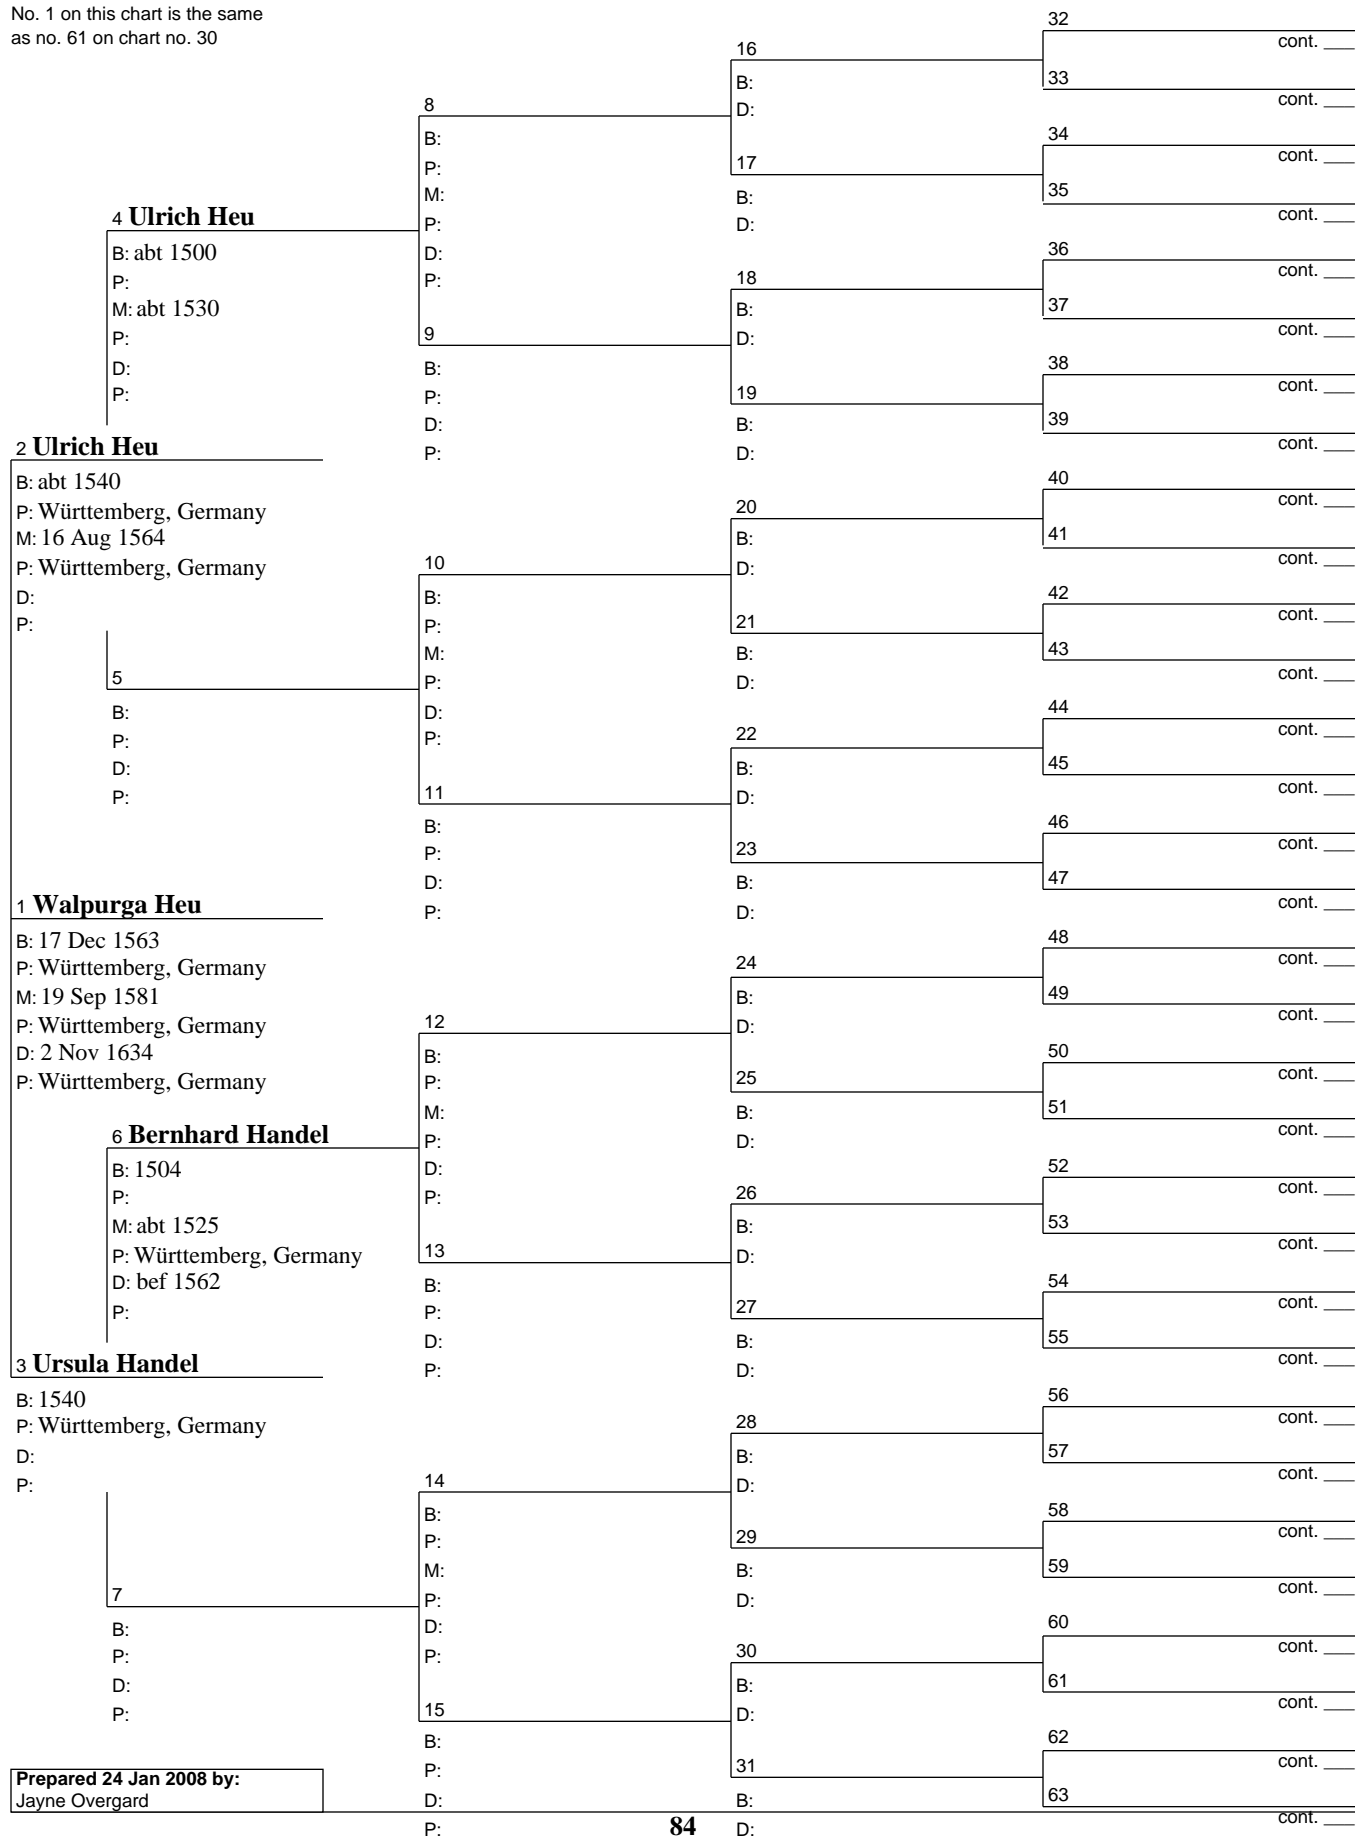 No. 1 on this chart is the same
as no. 61 on chart no. 30
1 Walpurga Heu
B: 17 Dec 1563
P: Württemberg, Germany
M: 19 Sep 1581
P: Württemberg, Germany
D: 2 Nov 1634
P: Württemberg, Germany
2 Ulrich Heu
B: abt 1540
P: Württemberg, Germany
M: 16 Aug 1564
P: Württemberg, Germany
D:
P:
3 Ursula Handel
B: 1540
P: Württemberg, Germany
D:
P:
4 Ulrich Heu
B: abt 1500
P:
M: abt 1530
P:
D:
P:
5
B:
P:
D:
P:
6 Bernhard Handel
B: 1504
P:
M: abt 1525
P: Württemberg, Germany
D: bef 1562
P:
7
B:
P:
D:
P:
8
B:
P:
M:
P:
D:
P:
9
B:
P:
D:
P:
10
B:
P:
M:
P:
D:
P:
11
B:
P:
D:
P:
12
B:
P:
M:
P:
D:
P:
13
B:
P:
D:
P:
14
B:
P:
M:
P:
D:
P:
15
B:
P:
D:
P:
16
B:
D:
17
B:
D:
18
B:
D:
19
B:
D:
20
B:
D:
21
B:
D:
22
B:
D:
23
B:
D:
24
B:
D:
25
B:
D:
26
B:
D:
27
B:
D:
28
B:
D:
29
B:
D:
30
B:
D:
31
B:
D:
32
cont. ___
33
cont. ___
34
cont. ___
35
cont. ___
36
cont. ___
37
cont. ___
38
cont. ___
39
cont. ___
40
cont. ___
41
cont. ___
42
cont. ___
43
cont. ___
44
cont. ___
45
cont. ___
46
cont. ___
47
cont. ___
48
cont. ___
49
cont. ___
50
cont. ___
51
cont. ___
52
cont. ___
53
cont. ___
54
cont. ___
55
cont. ___
56
cont. ___
57
cont. ___
58
cont. ___
59
cont. ___
60
cont. ___
61
cont. ___
62
cont. ___
63
cont. ___
Prepared 24 Jan 2008 by:
Jayne Overgard
84